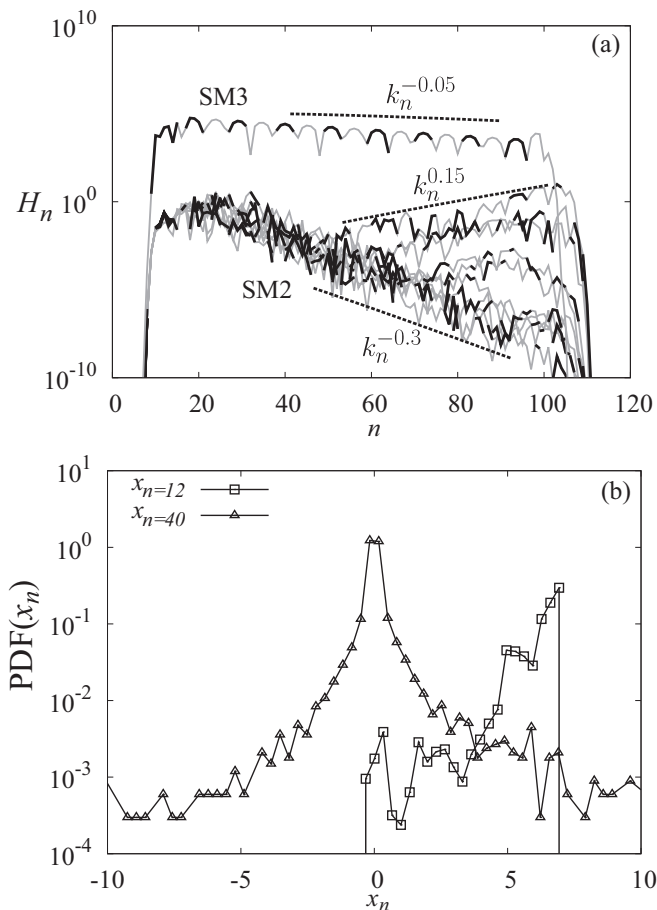 10^10
(a)
SM3
k_n^-0.05
k_n^0.15
H_n 10^0
SM2
k_n^-0.3
10^-10
0 20 40 60 80 100 120
n
10^1
x_n=12
(b)
x_n=40
10^0
10^-1
PDF(x_n)
10^-2
10^-3
10^-4
-10 -5 0 5 10
x_n